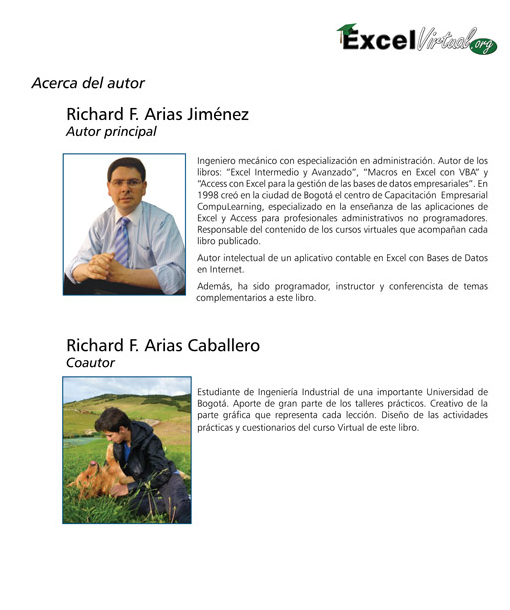 ExcelVirtual.org
Acerca del autor
Richard F. Arias Jiménez
Autor principal
Ingeniero mecánico con especialización en administración. Autor de los
libros: “Excel Intermedio y Avanzado”, “Macros en Excel con VBA” y
“Access con Excel para la gestión de las bases de datos empresariales”. En
1998 creó en la ciudad de Bogotá el centro de Capacitación Empresarial
CompuLearning, especializado en la enseñanza de las aplicaciones de
Excel y Access para profesionales administrativos no programadores.
Responsable del contenido de los cursos virtuales que acompañan cada
libro publicado.
Autor intelectual de un aplicativo contable en Excel con Bases de Datos
en Internet.
Además, ha sido programador, instructor y conferencista de temas
complementarios a este libro.
Richard F. Arias Caballero
Coautor
Estudiante de Ingeniería Industrial de una importante Universidad de
Bogotá. Aporte de gran parte de los talleres prácticos. Creativo de la
parte gráfica que representa cada lección. Diseño de las actividades
prácticas y cuestionarios del curso Virtual de este libro.